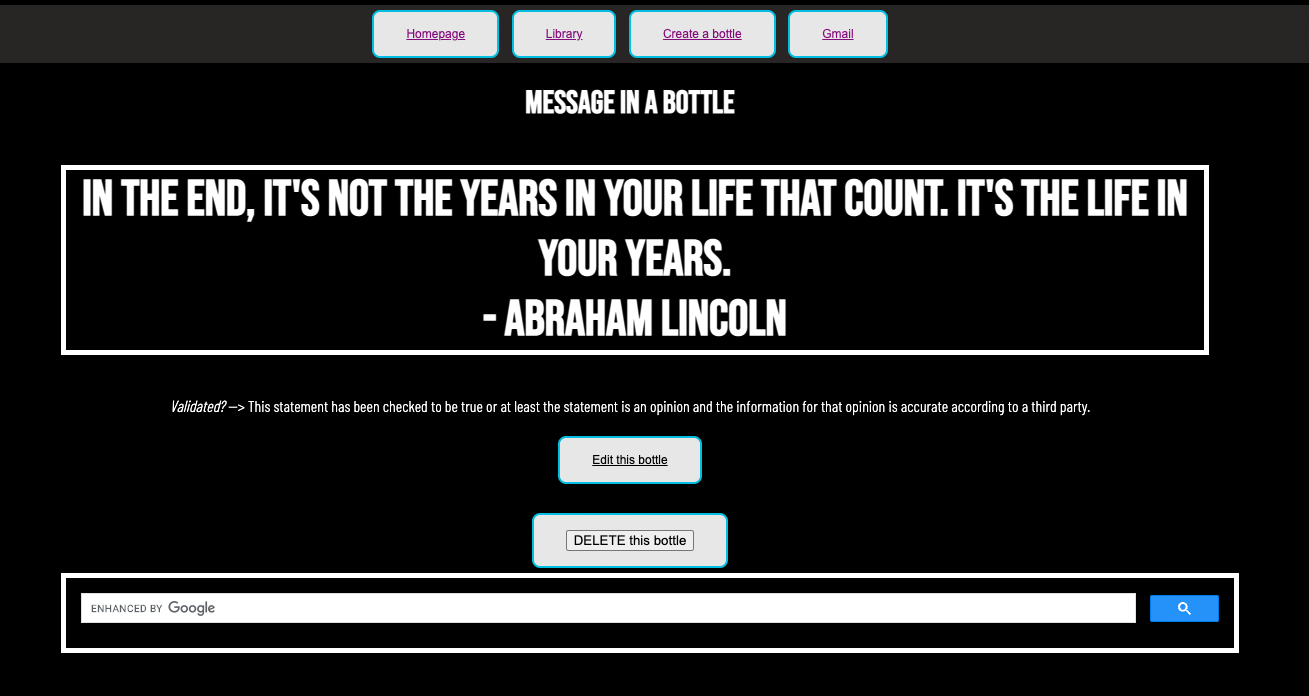 Homepage Library Create a bottle Gmail
MESSAGE IN A BOTTLE
IN THE END, IT'S NOT THE YEARS IN YOUR LIFE THAT COUNT. IT'S THE LIFE IN
YOUR YEARS.
- ABRAHAM LINCOLN
Validated? —> This statement has been checked to be true or at least the statement is an opinion and the information for that opinion is accurate according to a third party.
Edit this bottle
DELETE this bottle
ENHANCED BY Google